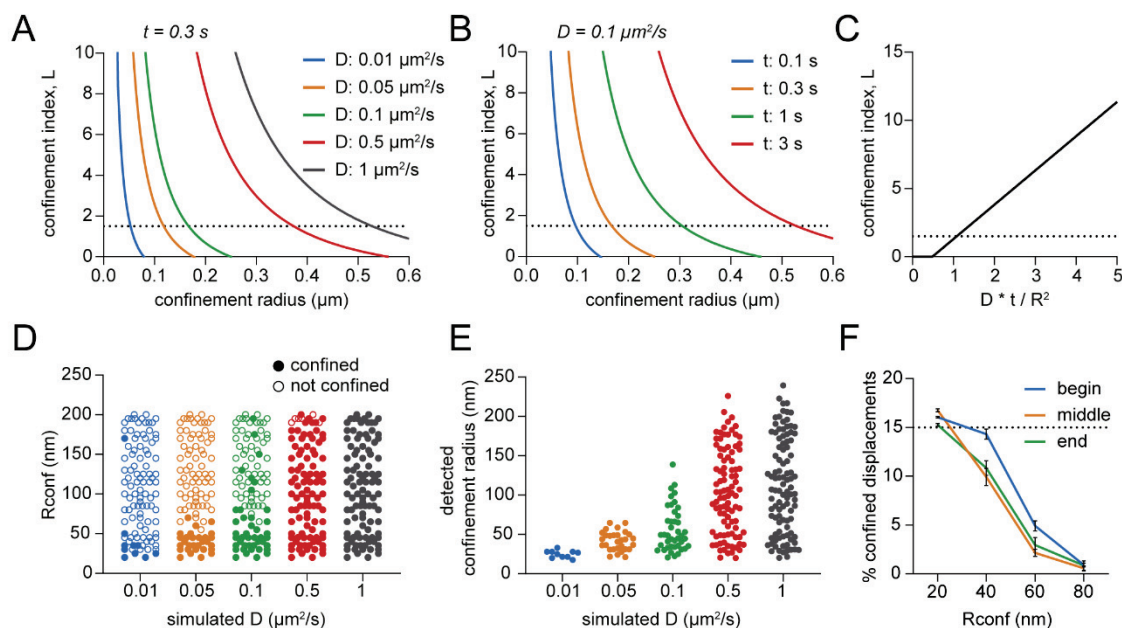 A
t = 0.3 s
confinement index, L
10
8
6
4
2
0
D: 0.01 µm²/s
D: 0.05 µm²/s
D: 0.1 µm²/s
D: 0.5 µm²/s
D: 1 µm²/s
0.0 0.1 0.2 0.3 0.4 0.5 0.6
confinement radius (µm)
B
D = 0.1 µm²/s
confinement index, L
10
8
6
4
2
0
t: 0.1 s
t: 0.3 s
t: 1 s
t: 3 s
0.0 0.1 0.2 0.3 0.4 0.5 0.6
confinement radius (µm)
C
confinement index, L
15
10
5
0
0 1 2 3 4 5
D * t / R²
D
confined
not confined
Rconf (nm)
250
200
150
100
50
0
0.01 0.05 0.1 0.5 1
simulated D (µm²/s)
E
detected
confinement radius (nm)
250
200
150
100
50
0
0.01 0.05 0.1 0.5 1
simulated D (µm²/s)
F
% confined displacements
20
15
10
5
0
begin
middle
end
20 40 60 80
Rconf (nm)